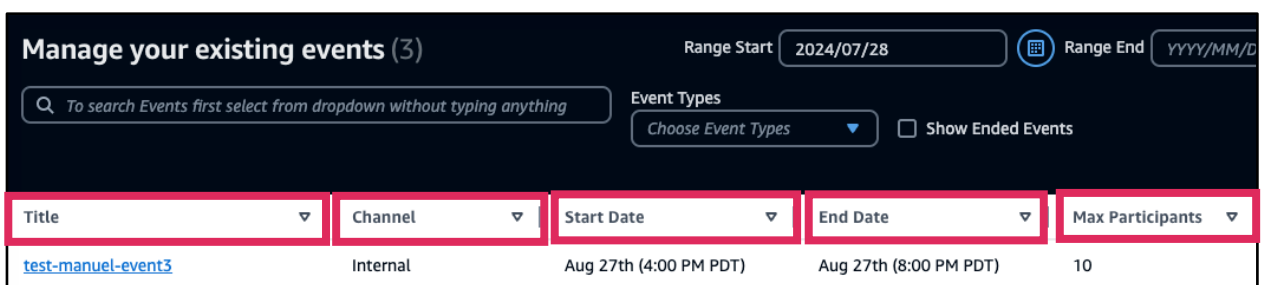 Manage your existing events (3)
Range Start 2024/07/28 Range End YYYY/MM/D
To search Events first select from dropdown without typing anything
Event Types
Choose Event Types Show Ended Events
Title Channel Start Date End Date Max Participants
test-manuel-event3 Internal Aug 27th (4:00 PM PDT) Aug 27th (8:00 PM PDT) 10